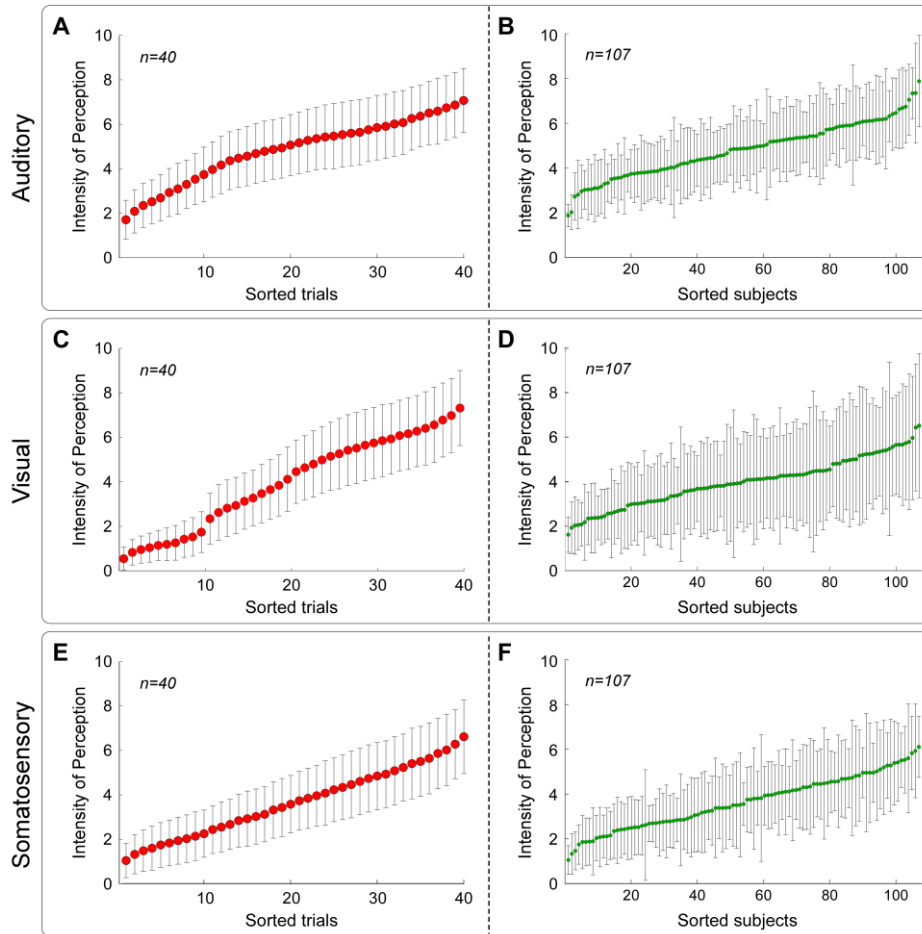 A
B
n=40
n=107
Auditory
Intensity of Perception
10
8
6
4
2
0
10
20
30
40
Sorted trials
Intensity of Perception
10
8
6
4
2
0
20
40
60
80
100
Sorted subjects
C
D
n=40
n=107
Visual
Intensity of Perception
10
8
6
4
2
0
10
20
30
40
Sorted trials
Intensity of Perception
10
8
6
4
2
0
20
40
60
80
100
Sorted subjects
E
F
n=40
n=107
Somatosensory
Intensity of Perception
10
8
6
4
2
0
10
20
30
40
Sorted trials
Intensity of Perception
10
8
6
4
2
0
20
40
60
80
100
Sorted subjects